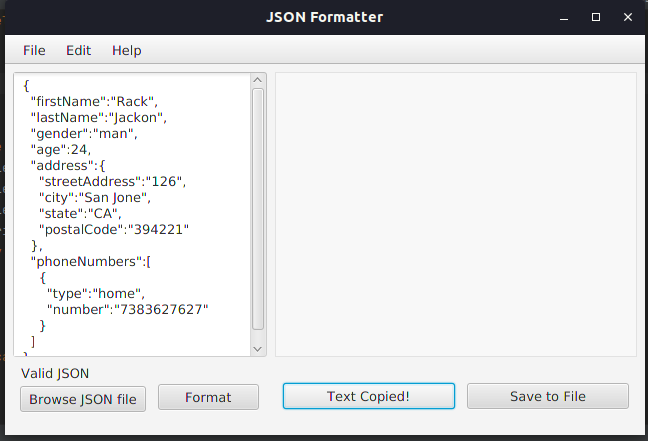 JSON Formatter
File Edit Help
{
"firstName":"Rack",
"lastName":"Jackon",
"gender":"man",
"age":24,
"address":{
"streetAddress":"126",
"city":"San Jone",
"state":"CA",
"postalCode":"394221"
},
"phoneNumbers":[
{
"type":"home",
"number":"7383627627"
}
]
}
Valid JSON
Browse JSON file Format Text Copied! Save to File